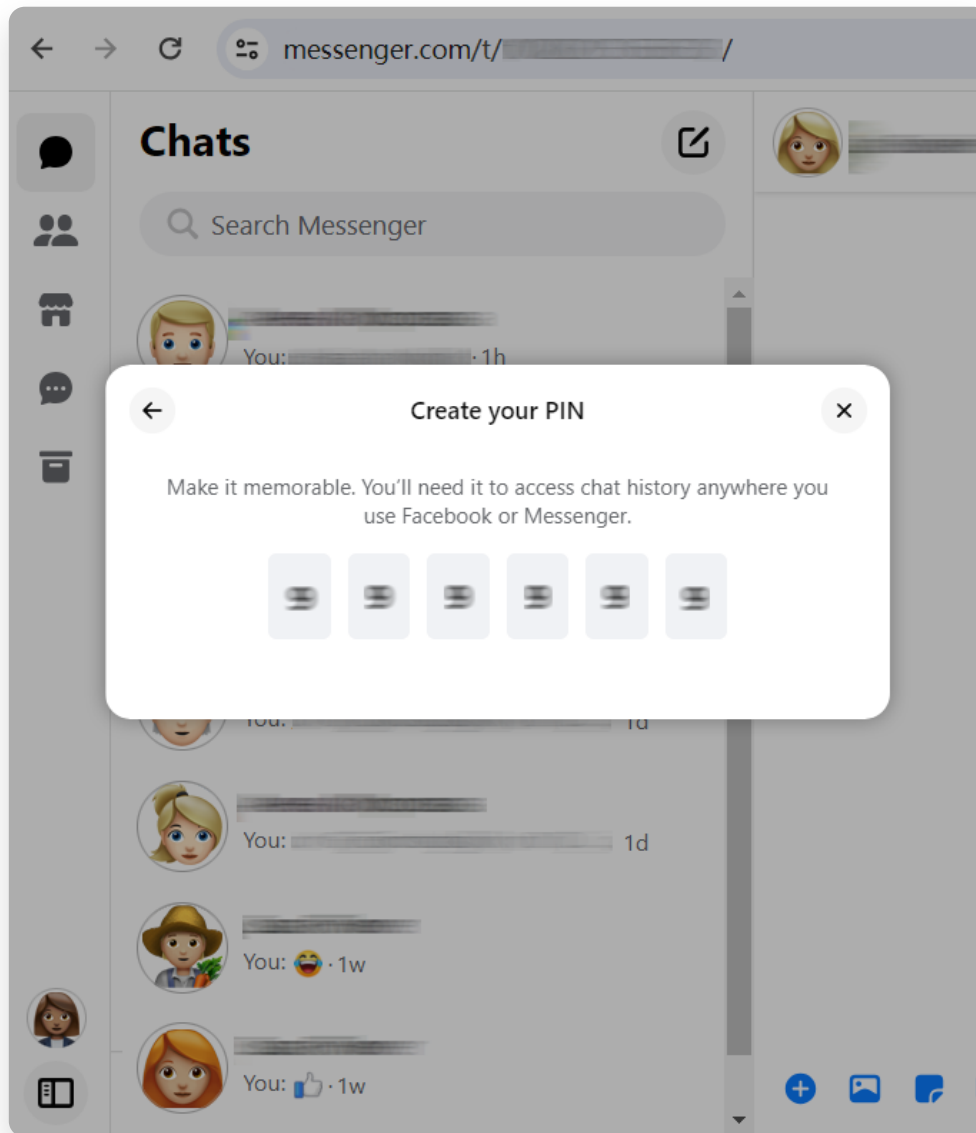 messenger.com/t/ /
Chats
Search Messenger
You: · 1h
Create your PIN
Make it memorable. You’ll need it to access chat history anywhere you
use Facebook or Messenger.
You: 1d
You: 1d
You: 😂 · 1w
You: 👍 · 1w